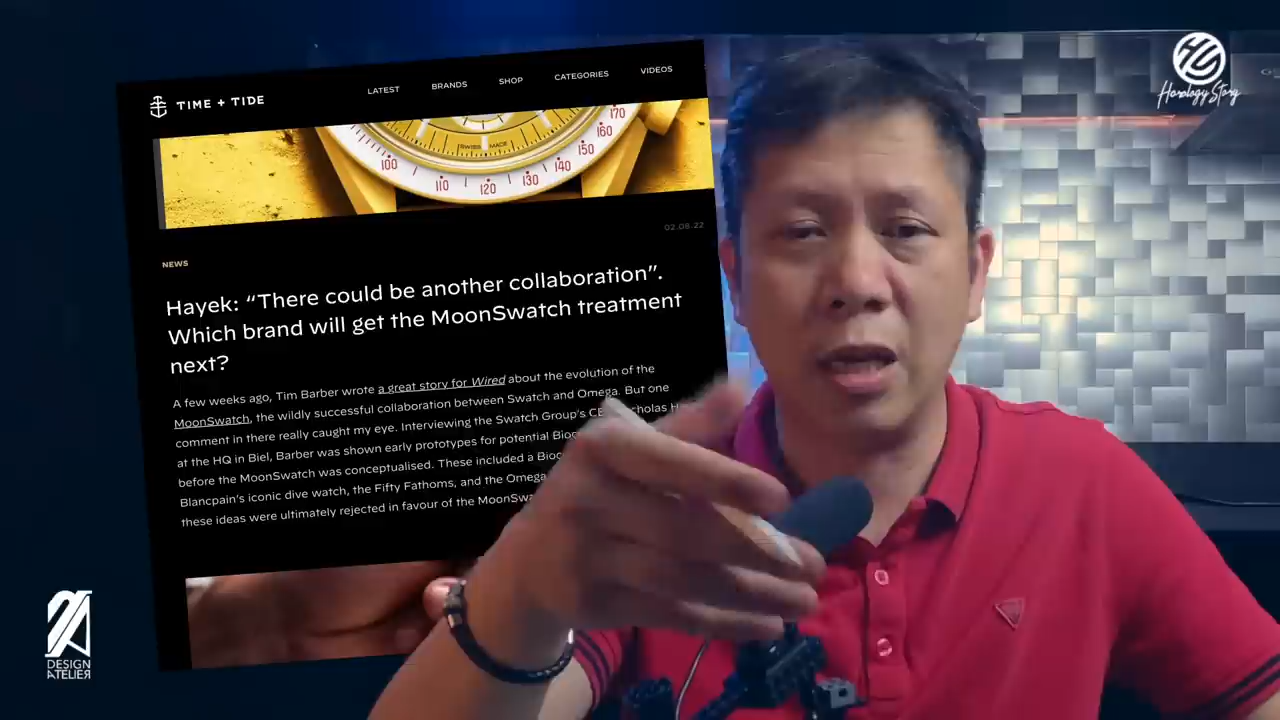 TIME + TIDE
LATEST
BRANDS
SHOP
CATEGORIES
VIDEOS
100
110
120
130
140
150
160
170
SWISS MADE
02.08.22
NEWS
Hayek: “There could be another collaboration”.
Which brand will get the MoonSwatch treatment
next?
A few weeks ago, Tim Barber wrote a great story for Wired about the evolution of the
MoonSwatch, the wildly successful collaboration between Swatch and Omega. But one
comment in there really caught my eye. Interviewing the Swatch Group's
at the HQ in Biel, Barber was shown early prototypes for potential
before the MoonSwatch was conceptualised. These included a
Blancpain's iconic dive watch, the Fifty Fathoms, and the Omega
these ideas were ultimately rejected in favour of the
Horology Story
2A
DESIGN
ATELIER